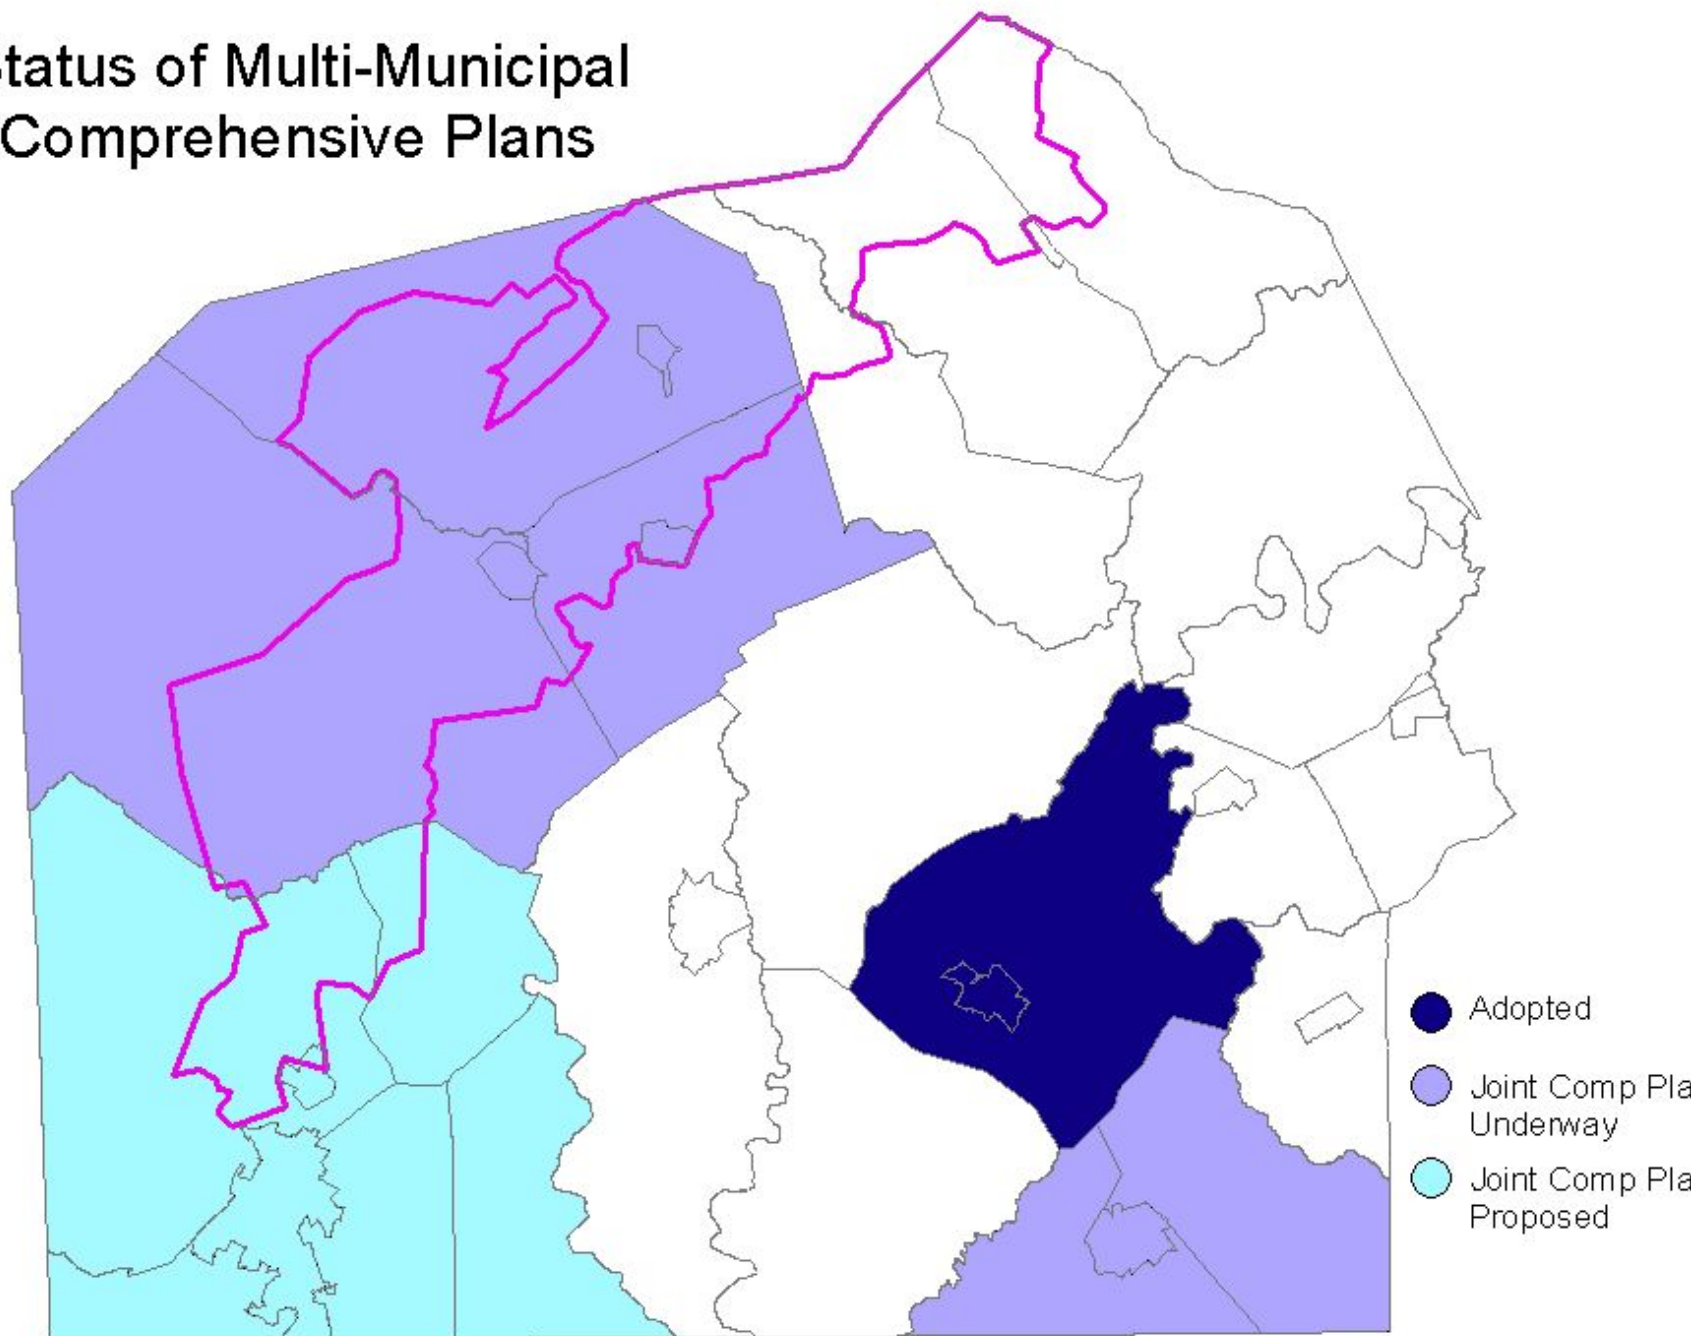 tatus of Multi-Municipal
Comprehensive Plans
Adopted
Joint Comp Pla
Underway
Joint Comp Pla
Proposed